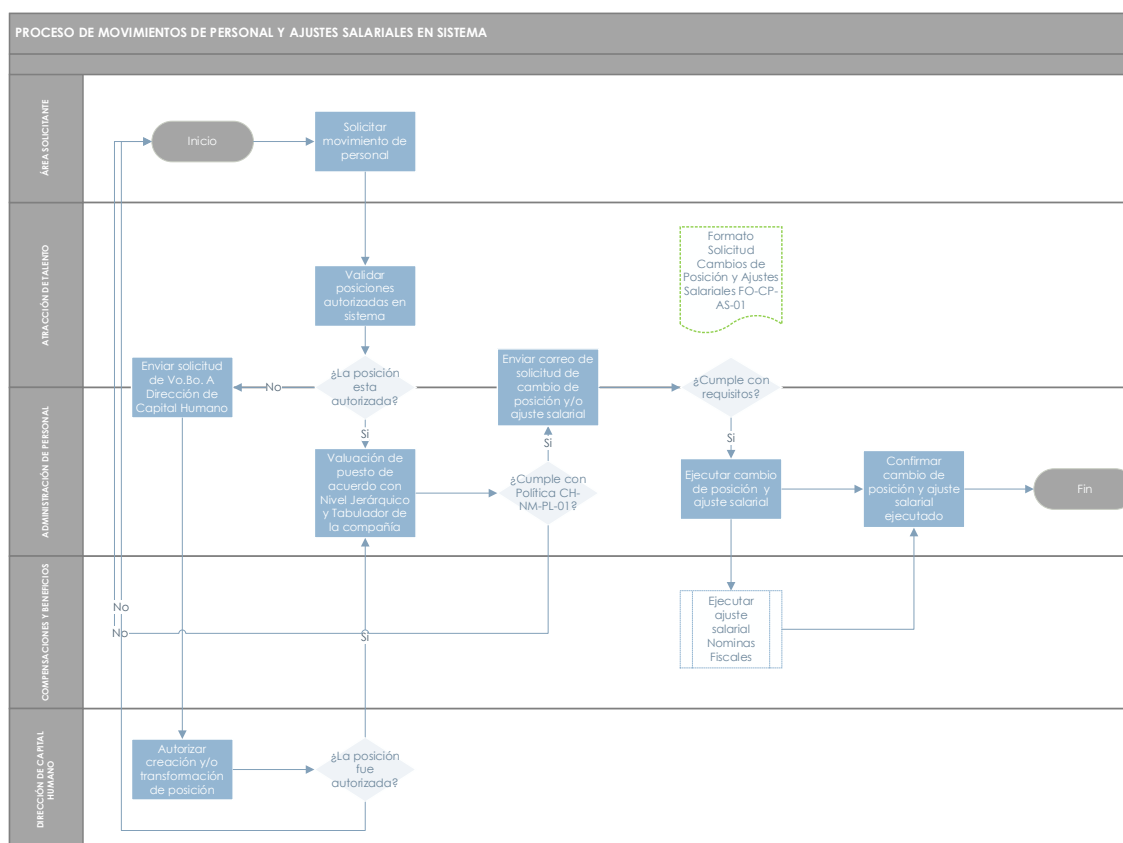 PROCESO DE MOVIMIENTOS DE PERSONAL Y AJUSTES SALARIALES EN SISTEMA
ÁREA SOLICITANTE
Inicio
Solicitar
movimiento de
personal
ATRACCIÓN DE TALENTO
Validar
posiciones
autorizadas en
sistema
Formato
Solicitud
Cambios de
Posición y Ajustes
Salariales FO-CP-
AS-01
Enviar solicitud
de Vo.Bo. A
Dirección de
Capital Humano
No
¿La posición
esta
autorizada?
Enviar correo de
solicitud de
cambio de
posición y/o
ajuste salarial
¿Cumple con
requisitos?
ADMINISTRACIÓN DE PERSONAL
Si
Si
Si
Valuación de
puesto de
acuerdo con
Nivel Jerárquico
y Tabulador de
la compañía
¿Cumple con
Política CH-
NM-PL-01?
Ejecutar cambio
de posición y
ajuste salarial
Confirmar
cambio de
posición y ajuste
salarial
ejecutado
Fin
COMPENSACIONES Y BENEFICIOS
No
No
Si
Ejecutar
ajuste
salarial
Nominas
Fiscales
DIRECCIÓN DE CAPITAL
HUMANO
Autorizar
creación y/o
transformación
de posición
¿La posición
fue
autorizada?